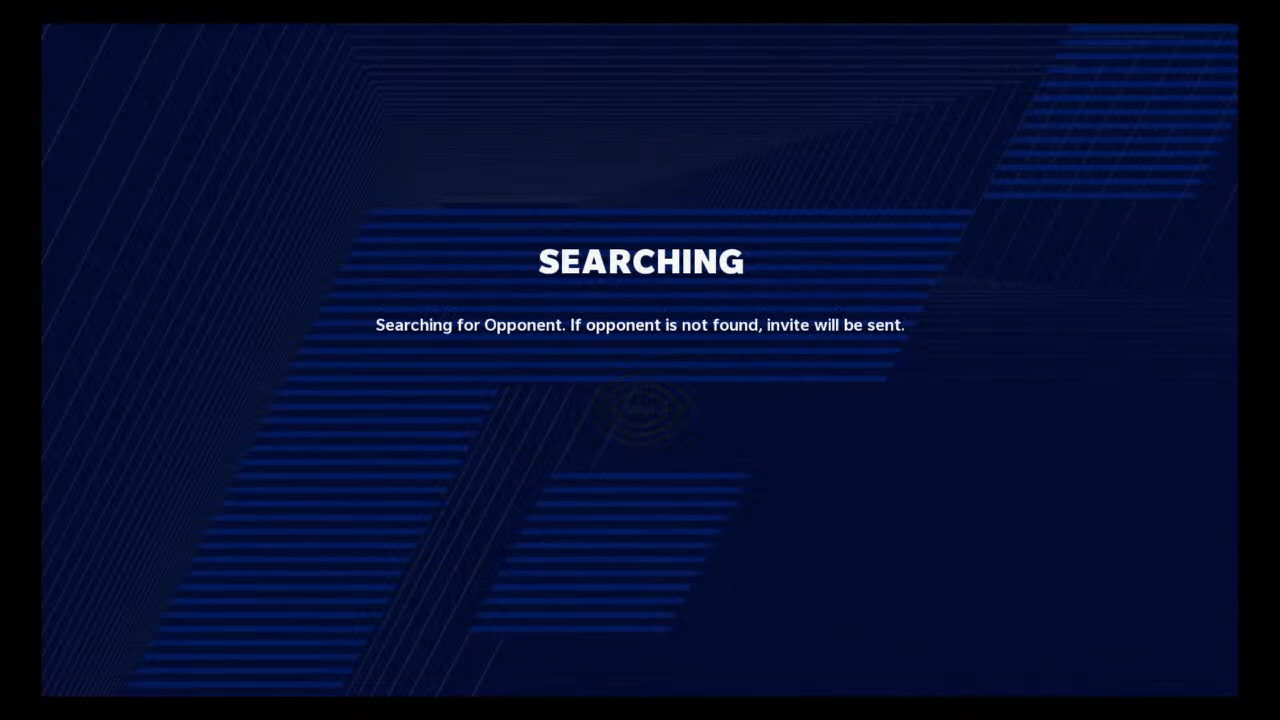 SEARCHING
Searching for Opponent. If opponent is not found, invite will be sent.